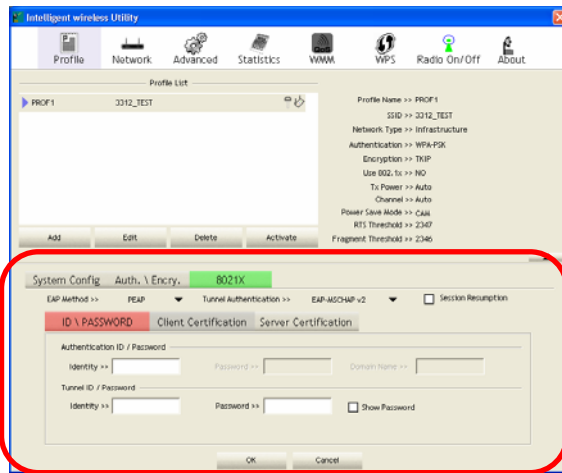 Intelligent wireless Utility
Profile Network Advanced Statistics WMM WPS Radio On/Off About
Profile List
PROF1 3312_TEST
Profile Name >> PROF1
SSID >> 3312_TEST
Network Type >> Infrastructure
Authentication >> WPA-PSK
Encryption >> TKIP
Use 802.1x >> NO
Tx Power >> Auto
Channel >> Auto
Power Save Mode >> CAM
RTS Threshold >> 2347
Fragment Threshold >> 2346
Add Edit Delete Activate
System Config Auth. \ Encry. 8021X
EAP Method >> PEAP Tunnel Authentication >> EAP-MSCHAP v2 Session Resumption
ID \ PASSWORD Client Certification Server Certification
Authentication ID / Password
Identity >> Password >> Domain Name >>
Tunnel ID / Password
Identity >> Password >> Show Password
OK Cancel